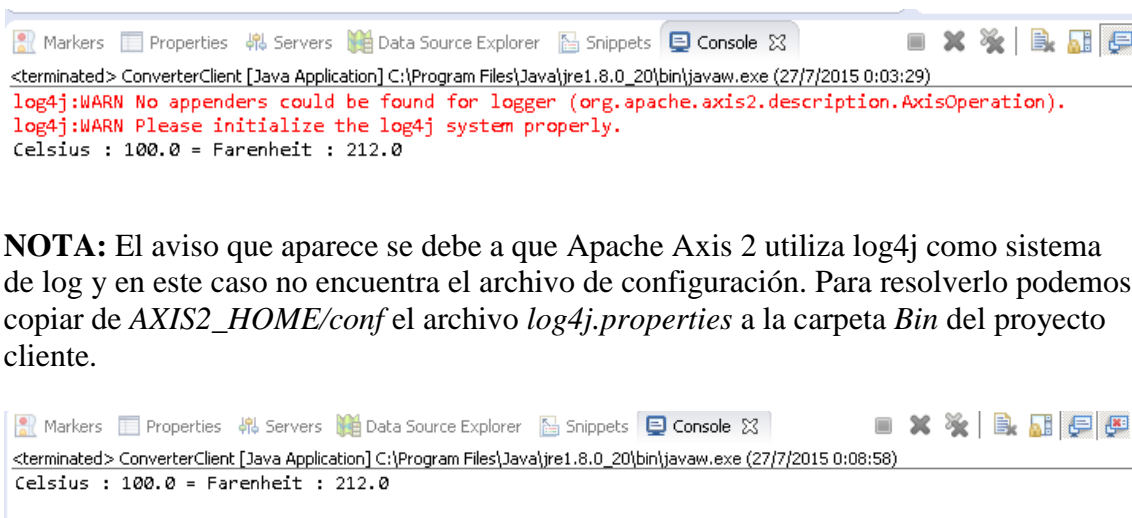 Markers Properties Servers Data Source Explorer Snippets Console
<terminated> ConverterClient [Java Application] C:\Program Files\Java\jre1.8.0_20\bin\javaw.exe (27/7/2015 0:03:29)
log4j:WARN No appenders could be found for logger (org.apache.axis2.description.AxisOperation).
log4j:WARN Please initialize the log4j system properly.
Celsius : 100.0 = Farenheit : 212.0
NOTA: El aviso que aparece se debe a que Apache Axis 2 utiliza log4j como sistema
de log y en este caso no encuentra el archivo de configuración. Para resolverlo podemos
copiar de AXIS2_HOME/conf el archivo log4j.properties a la carpeta Bin del proyecto
cliente.
Markers Properties Servers Data Source Explorer Snippets Console
<terminated> ConverterClient [Java Application] C:\Program Files\Java\jre1.8.0_20\bin\javaw.exe (27/7/2015 0:08:58)
Celsius : 100.0 = Farenheit : 212.0